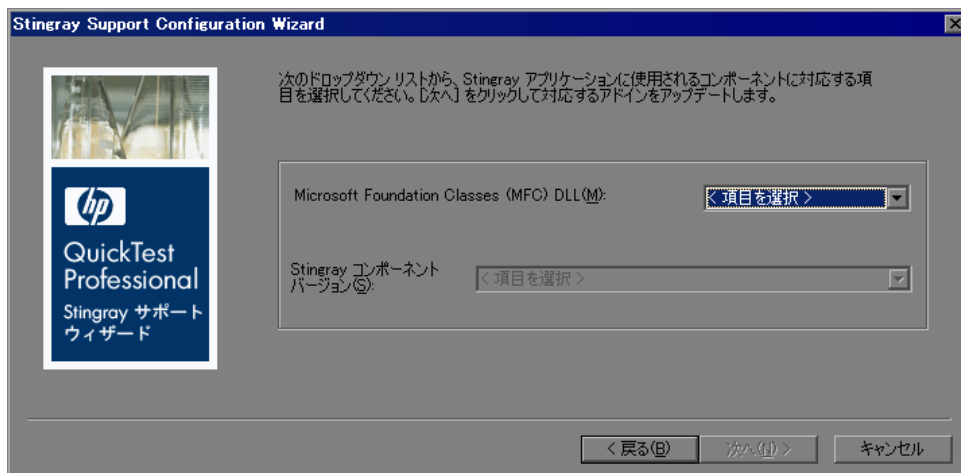 Stingray Support Configuration Wizard
次のドロップダウン リストから、Stingray アプリケーションに使用されるコンポーネントに対応する項
目を選択してください。[次へ] をクリックして対応するアドインをアップデートします。
hp
QuickTest
Professional
Stingray サポート
ウィザード
Microsoft Foundation Classes (MFC) DLL(M):
< 項目を選択 >
Stingray コンポーネント
バージョン(S):
< 項目を選択 >
< 戻る(B)
次へ(N) >
キャンセル